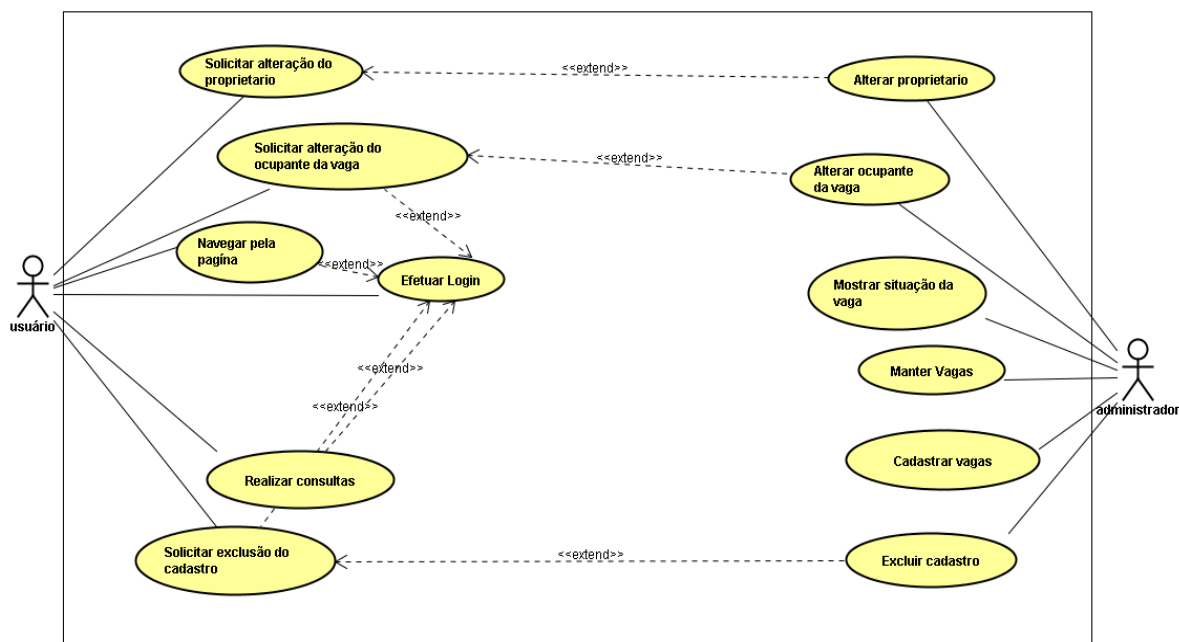 Solicitar alteração do
proprietario
<<extend>>
Alterar proprietario
Solicitar alteração do
ocupante da vaga
<<extend>>
Alterar ocupante
da vaga
<<extend>>
Navegar pela
pagína
<<extend>>
Efetuar Login
usuário
Mostrar situação da
vaga
<<extend>>
Manter Vagas
<<extend>>
administrador
Realizar consultas
Cadastrar vagas
Solicitar exclusão do
cadastro
<<extend>>
Excluir cadastro